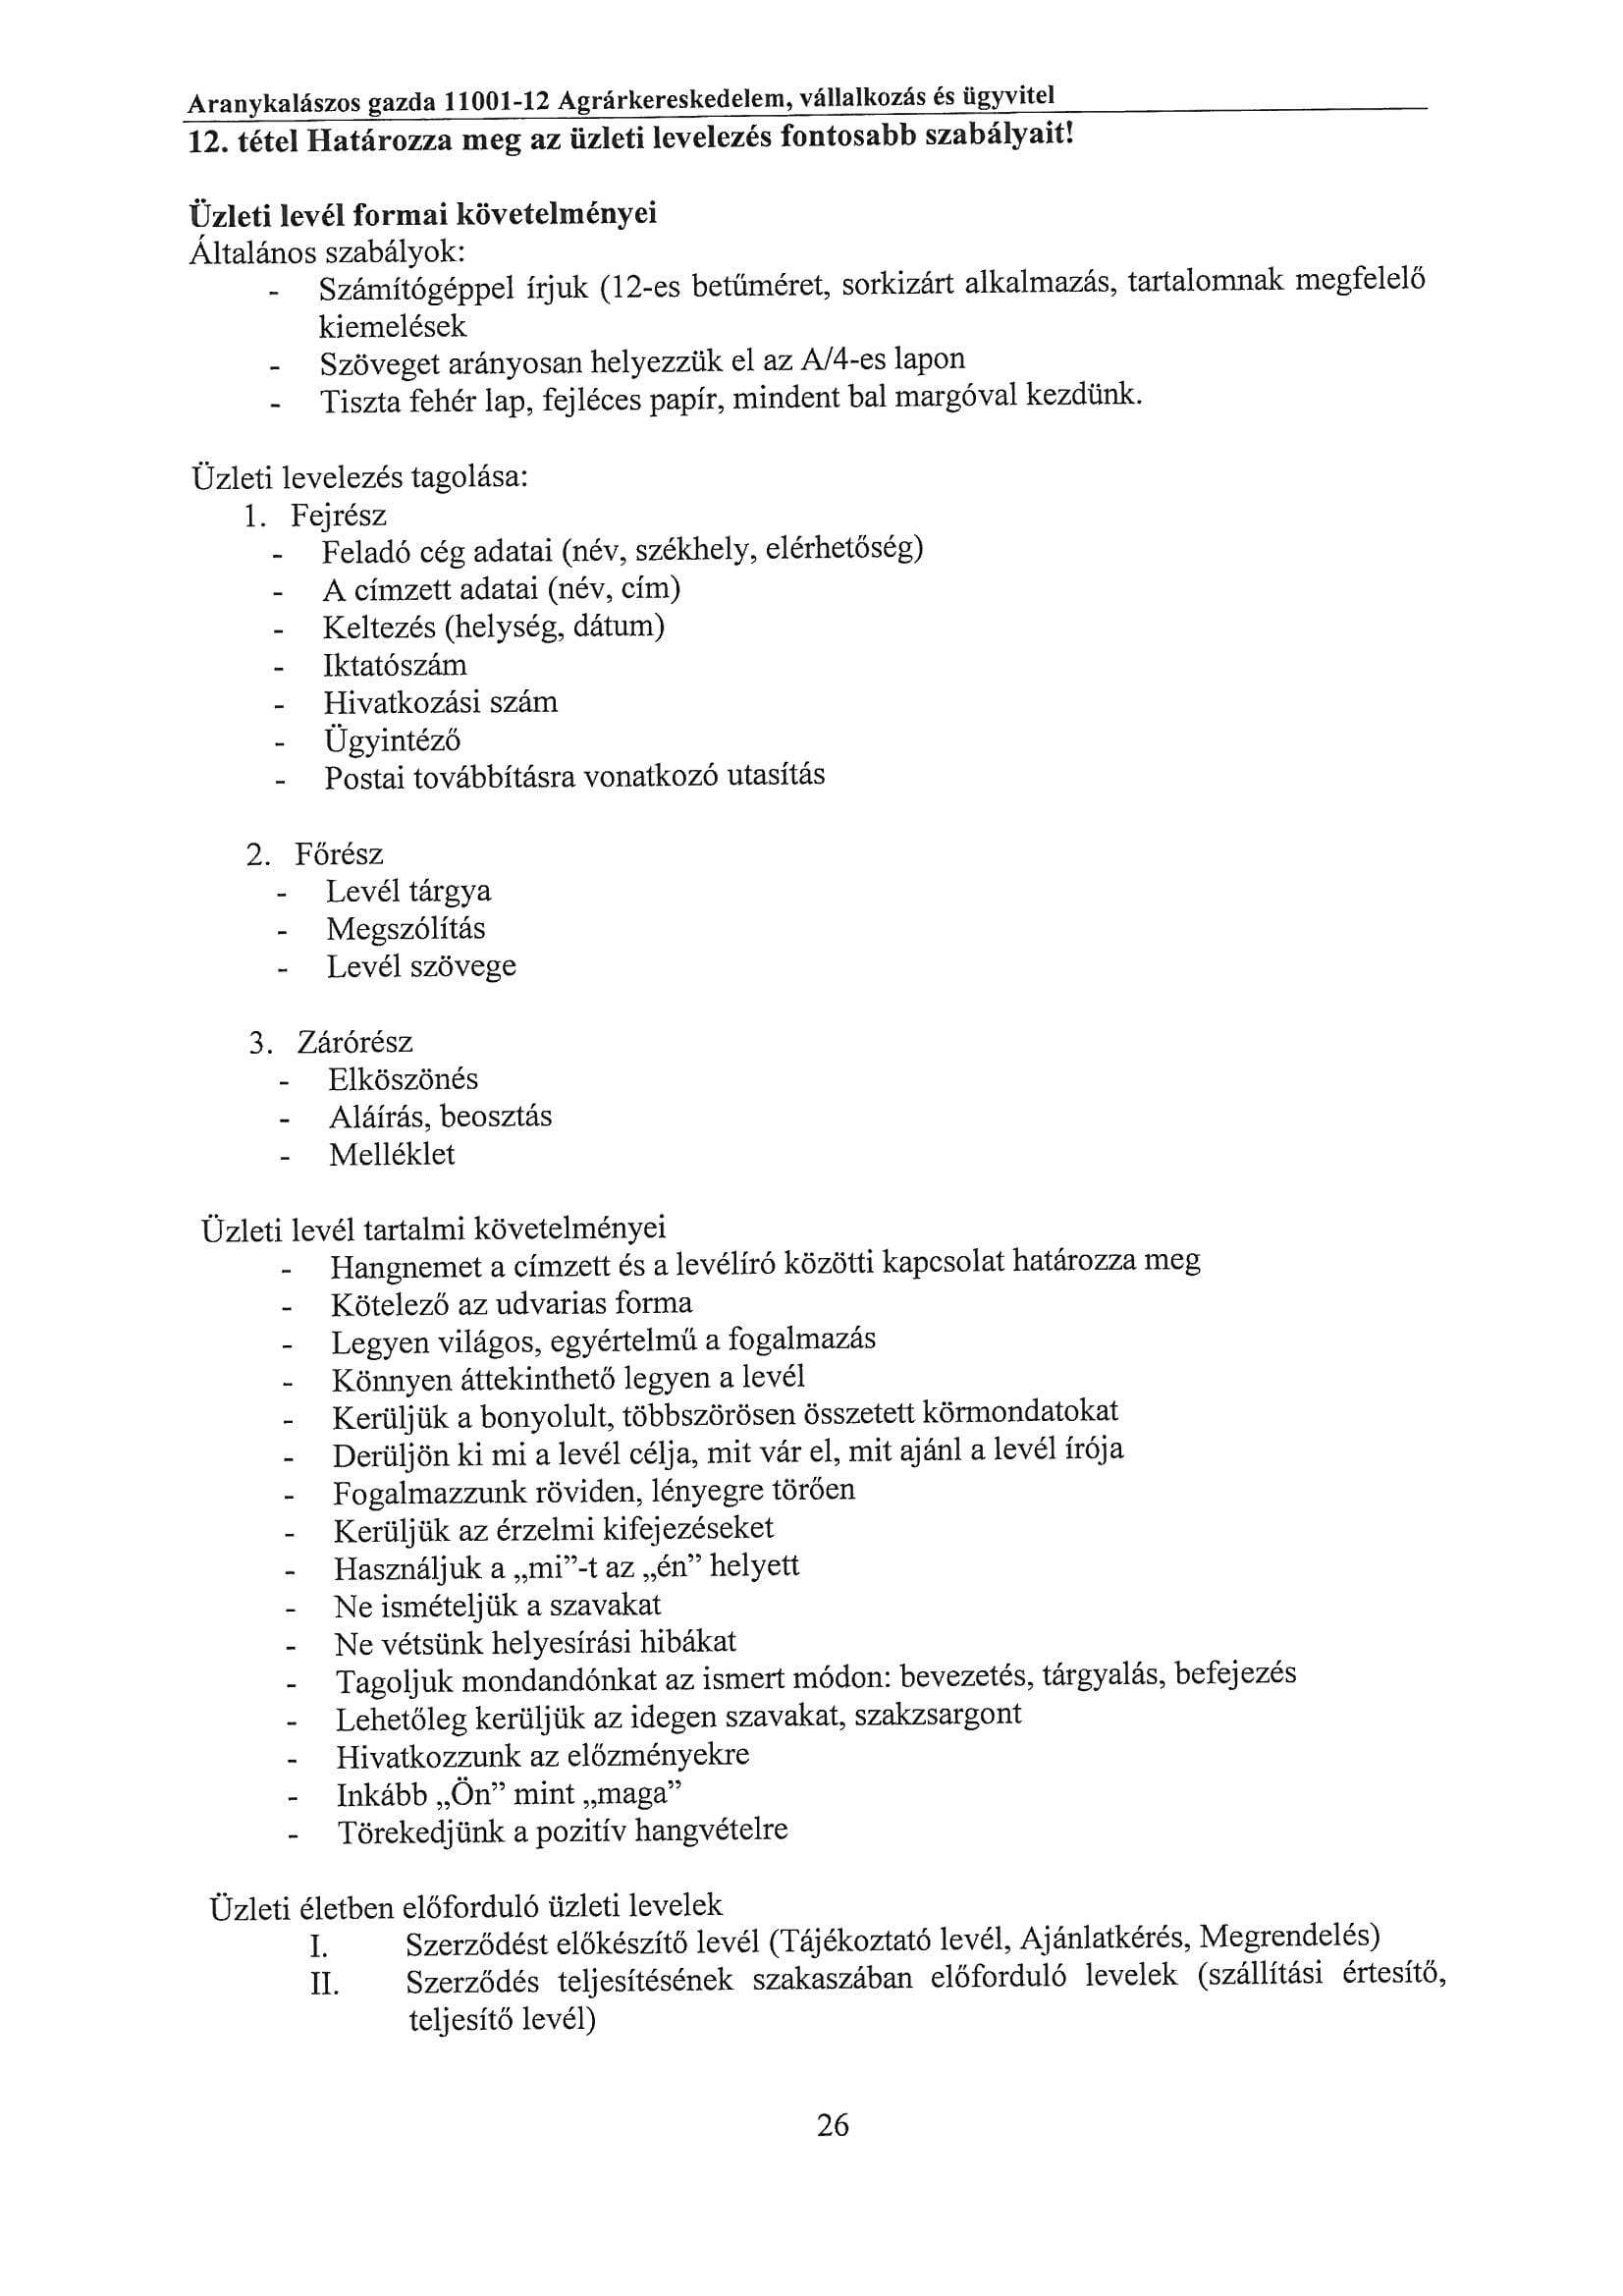 Aranykalászos gazda 11001-12 Agrárkereskedelem, vállalkozás és ügyvitel
12. tétel Határozza meg az üzleti levelezés fontosabb szabályait!
Üzleti levél formai követelményei
Általános szabályok:
- Számítógéppel írjuk (12-es betűméret, sorkizárt alkalmazás, tartalomnak megfelelő
kiemelések
- Szöveget arányosan helyezzük el az A/4-es lapon
- Tiszta fehér lap, fejléces papír, mindent bal margóval kezdünk.
Üzleti levelezés tagolása:
1. Fejrész
- Feladó cég adatai (név, székhely, elérhetőség)
- A címzett adatai (név, cím)
- Keltezés (helység, dátum)
- Iktatószám
- Hivatkozási szám
- Ügyintéző
- Postai továbbításra vonatkozó utasítás
2. Főrész
- Levél tárgya
- Megszólítás
- Levél szövege
3. Zárórész
- Elköszönés
- Aláírás, beosztás
- Melléklet
Üzleti levél tartalmi követelményei
- Hangnemet a címzett és a levélíró közötti kapcsolat határozza meg
- Kötelező az udvarias forma
- Legyen világos, egyértelmű a fogalmazás
- Könnyen áttekinthető legyen a levél
- Kerüljük a bonyolult, többszörösen összetett körmondatokat
- Derüljön ki mi a levél célja, mit vár el, mit ajánl a levél írója
- Fogalmazzunk röviden, lényegre törően
- Kerüljük az érzelmi kifejezéseket
- Használjuk a „mi”-t az „én” helyett
- Ne ismételjük a szavakat
- Ne vétsünk helyesírási hibákat
- Tagoljuk mondandónkat az ismert módon: bevezetés, tárgyalás, befejezés
- Lehetőleg kerüljük az idegen szavakat, szakzsargont
- Hivatkozzunk az előzményekre
- Inkább „Ön” mint „maga”
- Törekedjünk a pozitív hangvételre
Üzleti életben előforduló üzleti levelek
I. Szerződést előkészítő levél (Tájékoztató levél, Ajánlatkérés, Megrendelés)
II. Szerződés teljesítésének szakaszában előforduló levelek (szállítási értesítő,
teljesítő levél)
26